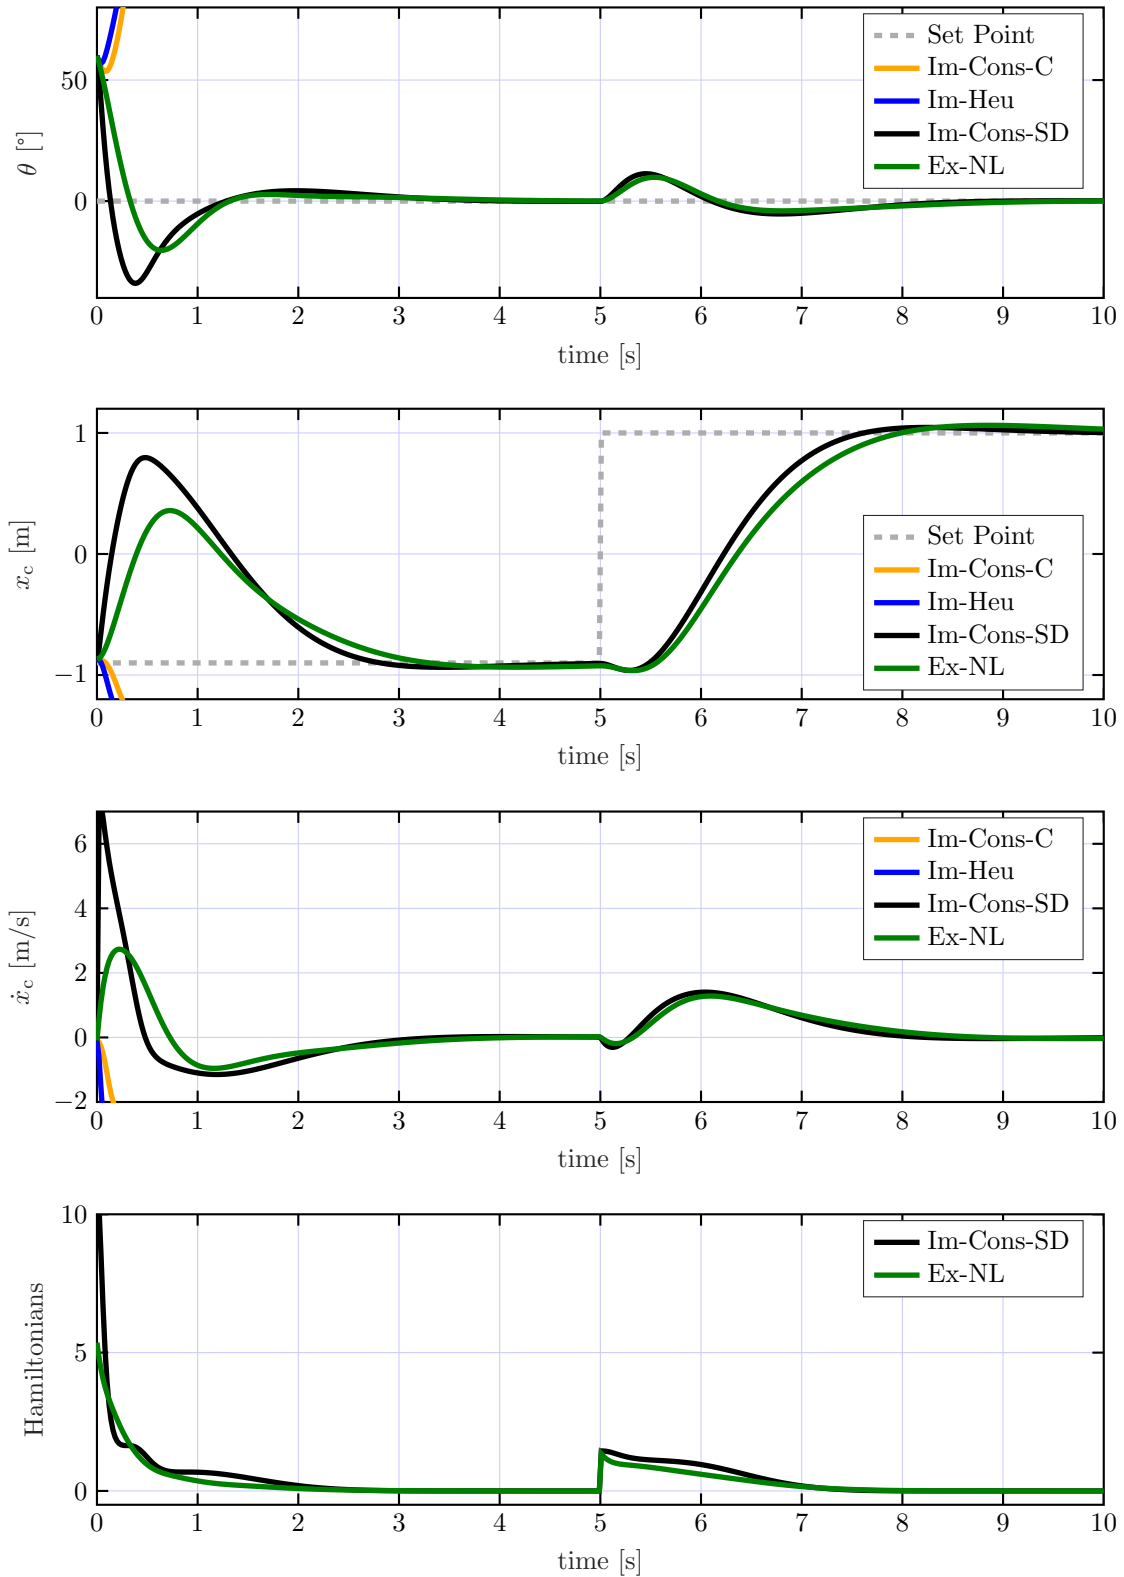 θ [°]
50
0
Set Point
Im-Cons-C
Im-Heu
Im-Cons-SD
Ex-NL
0 1 2 3 4 5 6 7 8 9 10
time [s]
x_c [m]
1
0
−1
Set Point
Im-Cons-C
Im-Heu
Im-Cons-SD
Ex-NL
0 1 2 3 4 5 6 7 8 9 10
time [s]
ẋ_c [m/s]
6
4
2
0
−2
Im-Cons-C
Im-Heu
Im-Cons-SD
Ex-NL
0 1 2 3 4 5 6 7 8 9 10
time [s]
Hamiltonians
10
5
0
Im-Cons-SD
Ex-NL
0 1 2 3 4 5 6 7 8 9 10
time [s]